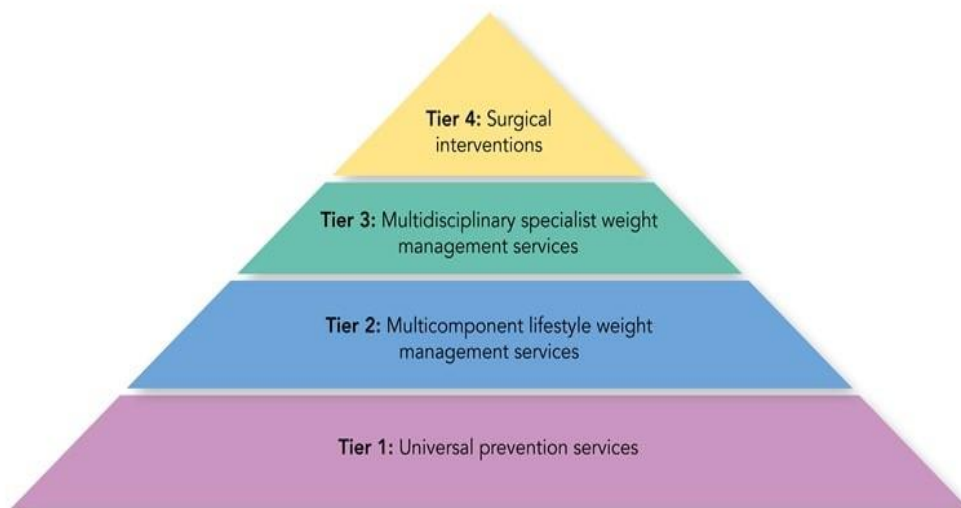 Tier 4: Surgical
interventions
Tier 3: Multidisciplinary specialist weight
management services
Tier 2: Multicomponent lifestyle weight
management services
Tier 1: Universal prevention services